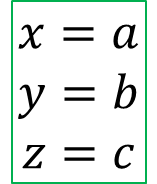 x = a
y = b
z = c